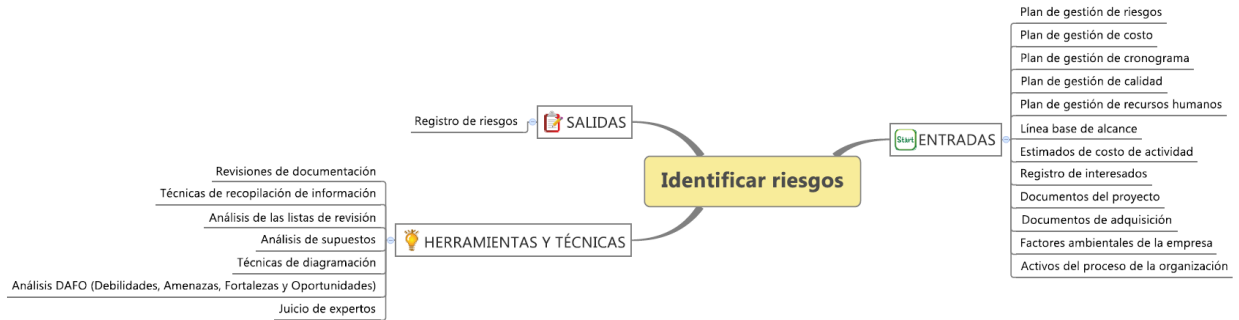 Identificar riesgos
ENTRADAS
Start
Plan de gestión de riesgos
Plan de gestión de costo
Plan de gestión de cronograma
Plan de gestión de calidad
Plan de gestión de recursos humanos
Línea base de alcance
Estimados de costo de actividad
Registro de interesados
Documentos del proyecto
Documentos de adquisición
Factores ambientales de la empresa
Activos del proceso de la organización
SALIDAS
Registro de riesgos
HERRAMIENTAS Y TÉCNICAS
Revisiones de documentación
Técnicas de recopilación de información
Análisis de las listas de revisión
Análisis de supuestos
Técnicas de diagramación
Análisis DAFO (Debilidades, Amenazas, Fortalezas y Oportunidades)
Juicio de expertos